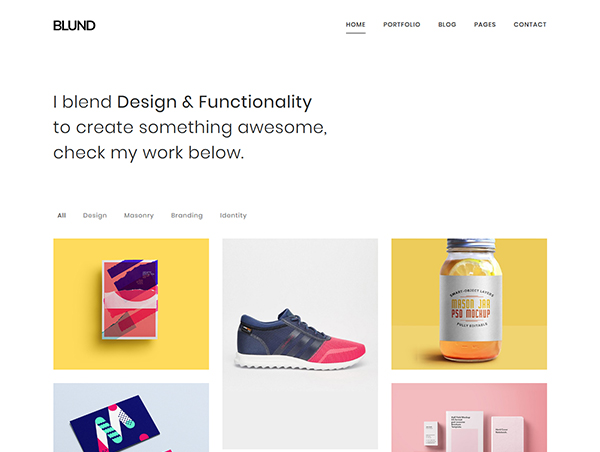 BLUND
HOME PORTFOLIO BLOG PAGES CONTACT
I blend Design & Functionality
to create something awesome,
check my work below.
All Design Masonry Branding Identity
SMART-OBJECT LAYERS
MASON JAR
PSD MOCKUP
FULLY EDITABLE